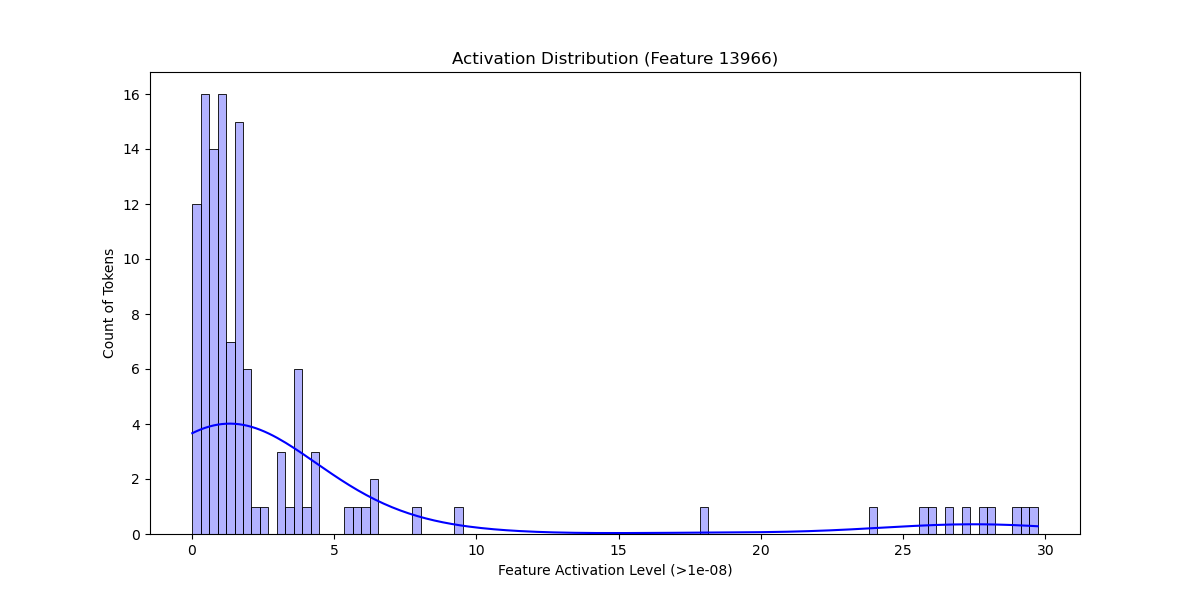 Activation Distribution (Feature 13966)
16
14
12
10
8
6
4
2
0
Count of Tokens
0 5 10 15 20 25 30
Feature Activation Level (>1e-08)